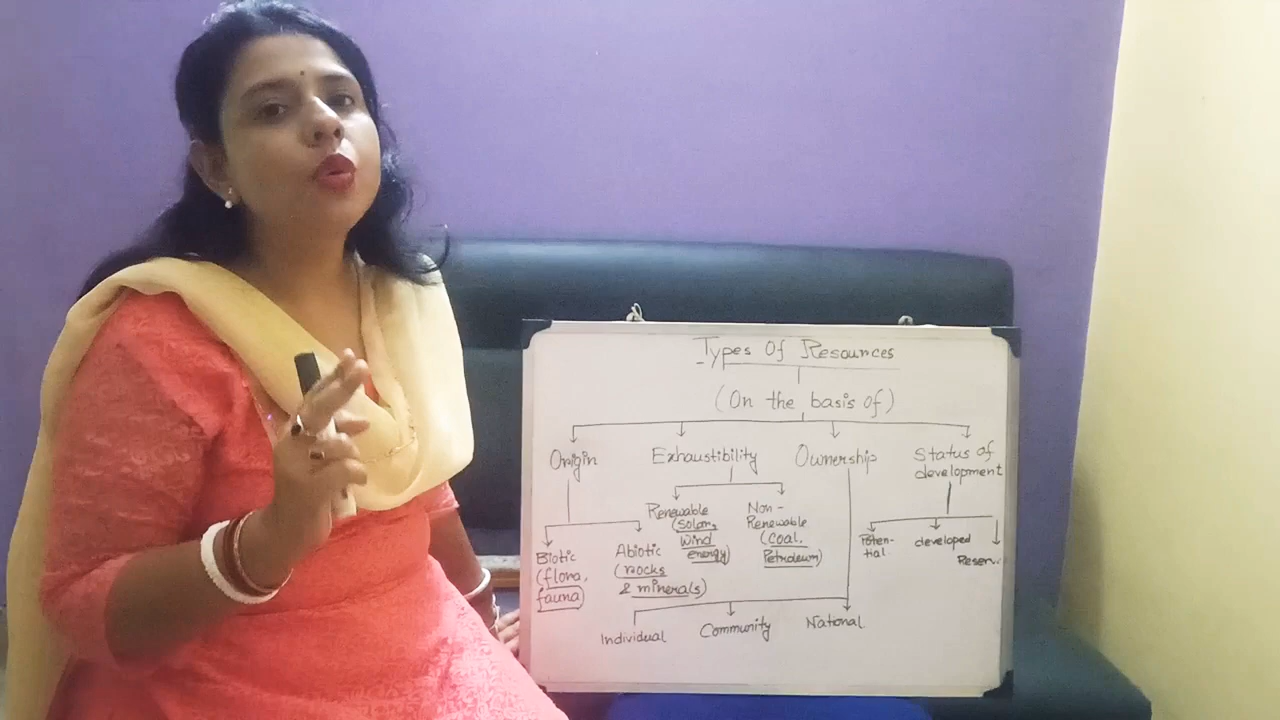 Types Of Resources
(On the basis of)
Origin
Exhaustibility
Ownership
Status of
development
Biotic
(flora,
fauna)
Abiotic
(rocks
& minerals)
Renewable
(solar,
wind
energy)
Non-
Renewable
(coal,
Petroleum)
Individual
Community
National
Poten-
tial
developed